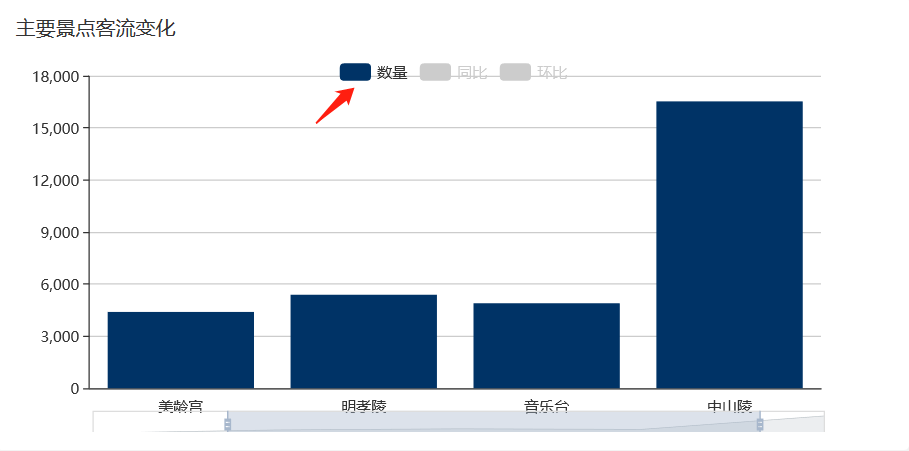 主要景点客流变化
数量 同比 环比
18,000
15,000
12,000
9,000
6,000
3,000
0
美龄宫 明孝陵 音乐台 中山陵